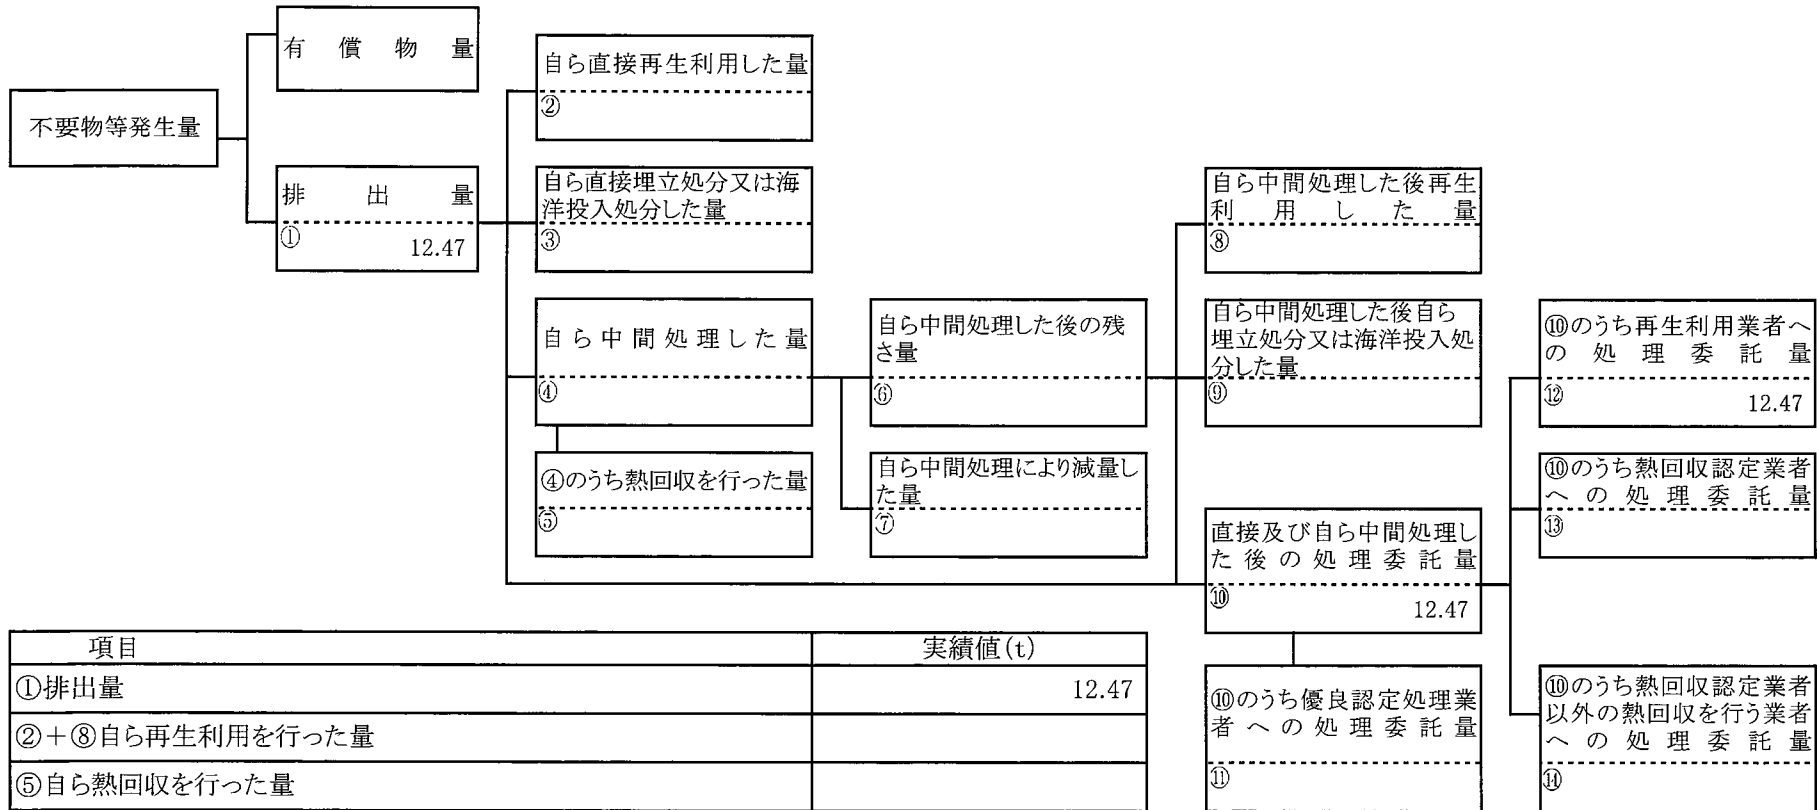 有償物量
不要物等発生量
排出量
① 12.47
自ら直接再生利用した量
②
自ら直接埋立処分又は海
洋投入処分した量
③
自ら中間処理した量
④
④のうち熱回収を行った量
⑤
自ら中間処理した後の残
さ量
⑥
自ら中間処理により減量し
た量
⑦
自ら中間処理した後再生
利用した量
⑧
自ら中間処理した後自ら
埋立処分又は海洋投入処
分した量
⑨
直接及び自ら中間処理し
た後の処理委託量
⑩ 12.47
⑩のうち優良認定処理業
者への処理委託量
⑪
⑩のうち再生利用業者へ
の処理委託量
⑫ 12.47
⑩のうち熱回収認定業者
への処理委託量
⑬
⑩のうち熱回収認定業者
以外の熱回収を行う業者
への処理委託量
⑭
項目 実績値(t)
①排出量 12.47
②+⑧自ら再生利用を行った量
⑤自ら熱回収を行った量